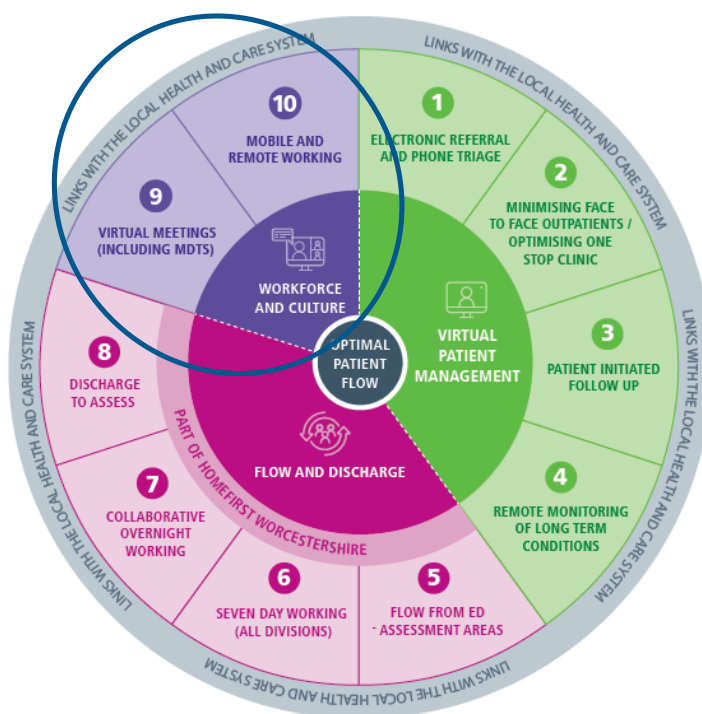 LINKS WITH THE LOCAL HEALTH AND CARE SYSTEM
LINKS WITH THE LOCAL HEALTH AND CARE SYSTEM
10
MOBILE AND
REMOTE WORKING
1
ELECTRONIC REFERRAL
AND PHONE TRIAGE
9
VIRTUAL MEETINGS
(INCLUDING MDTS)
2
MINIMISING FACE
TO FACE OUTPATIENTS /
OPTIMISING ONE
STOP CLINIC
WORKFORCE
AND CULTURE
VIRTUAL
PATIENT
MANAGEMENT
OPTIMAL
PATIENT
FLOW
8
DISCHARGE
TO ASSESS
3
PATIENT INITIATED
FOLLOW UP
LINKS WITH THE LOCAL HEALTH AND CARE SYSTEM
LINKS WITH THE LOCAL HEALTH AND CARE SYSTEM
FLOW AND DISCHARGE
PART OF HOMEFIRST WORCESTERSHIRE
7
COLLABORATIVE
OVERNIGHT
WORKING
4
REMOTE MONITORING
OF LONG TERM
CONDITIONS
6
SEVEN DAY WORKING
(ALL DIVISIONS)
5
FLOW FROM ED
- ASSESSMENT AREAS
LINKS WITH THE LOCAL HEALTH AND CARE SYSTEM